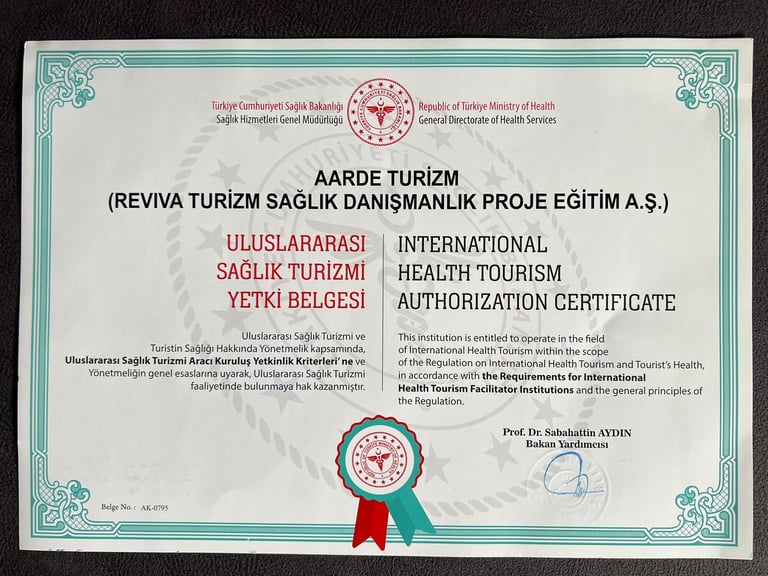 Türkiye Cumhuriyeti Sağlık Bakanlığı
Sağlık Hizmetleri Genel Müdürlüğü
Republic of Türkiye Ministry of Health
General Directorate of Health Services
AARDE TURİZM
(REVIVA TURİZM SAĞLIK DANIŞMANLIK PROJE EĞİTİM A.Ş.)
ULUSLARARASI
SAĞLIK TURİZMİ
YETKİ BELGESİ
INTERNATIONAL
HEALTH TOURISM
AUTHORIZATION CERTIFICATE
Uluslararası Sağlık Turizmi ve
Turistin Sağlığı Hakkında Yönetmelik kapsamında,
Uluslararası Sağlık Turizmi Aracı Kuruluş Yetkinlik Kriterleri' ne ve
Yönetmeliğin genel esaslarına uyarak, Uluslararası Sağlık Turizmi
faaliyetinde bulunmaya hak kazanmıştır.
This institution is entitled to operate in the field
of International Health Tourism within the scope
of the Regulation on International Health Tourism and Tourist's Health,
in accordance with the Requirements for International
Health Tourism Facilitator Institutions and the general principles of
the Regulation.
Prof. Dr. Sabahattin AYDIN
Bakan Yardımcısı
Belge No. : AK-0795